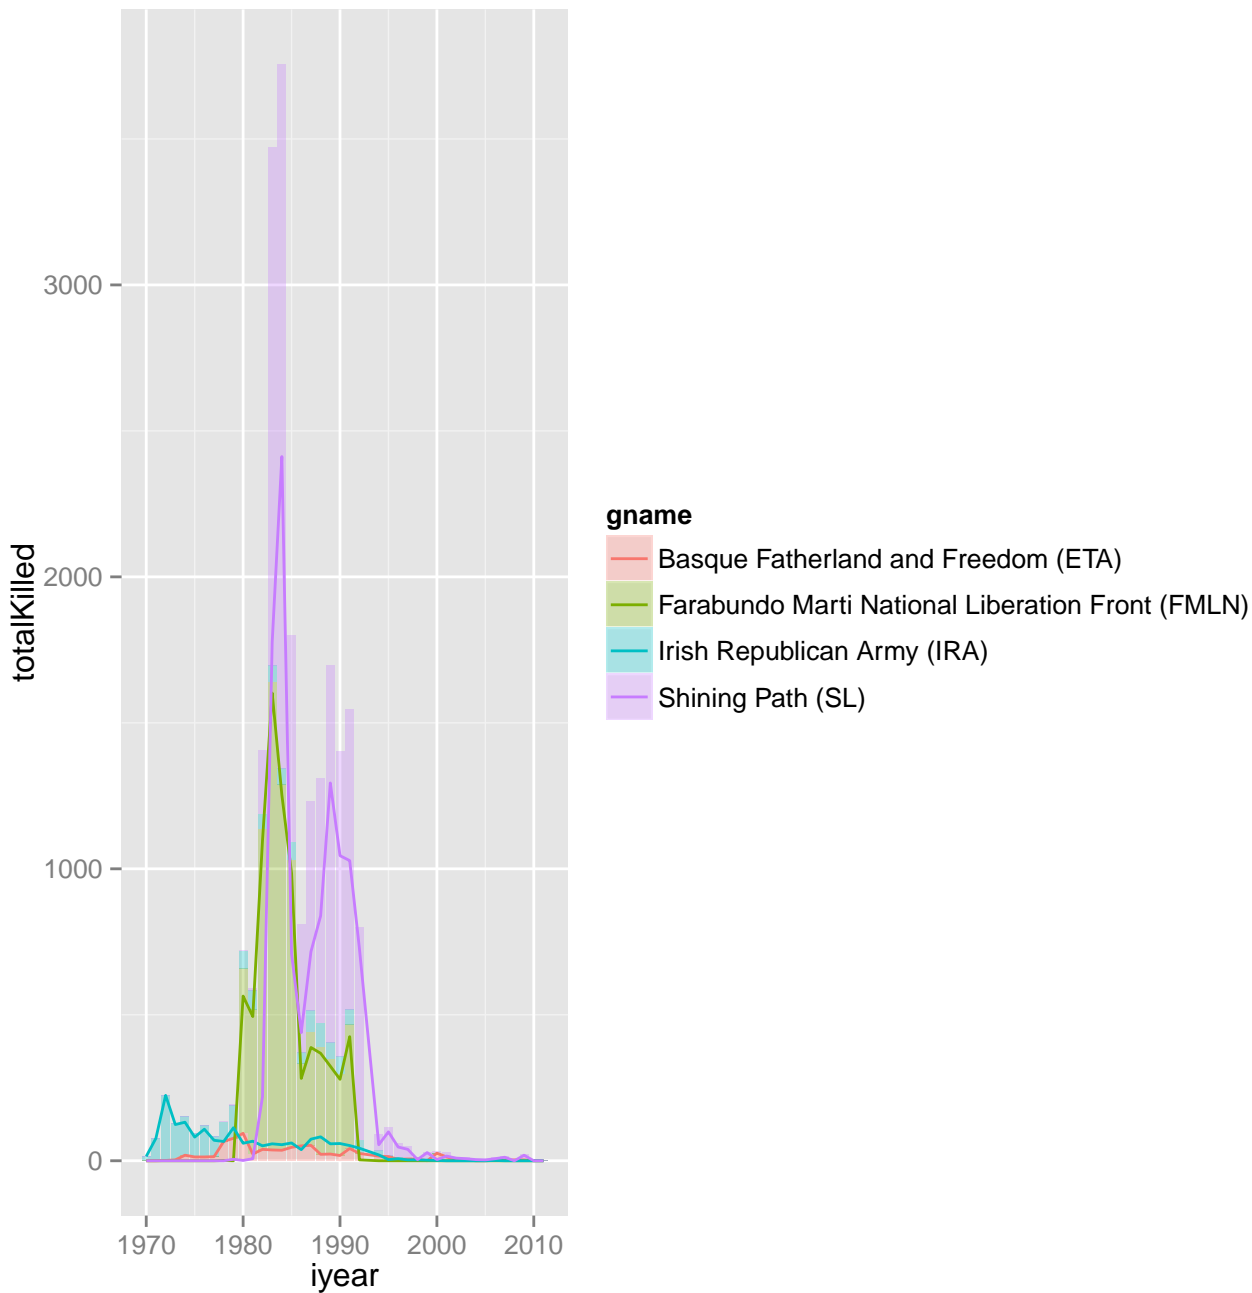 totalKilled
3000
2000
1000
0
1970 1980 1990 2000 2010
iyear
gname
Basque Fatherland and Freedom (ETA)
Farabundo Marti National Liberation Front (FMLN)
Irish Republican Army (IRA)
Shining Path (SL)